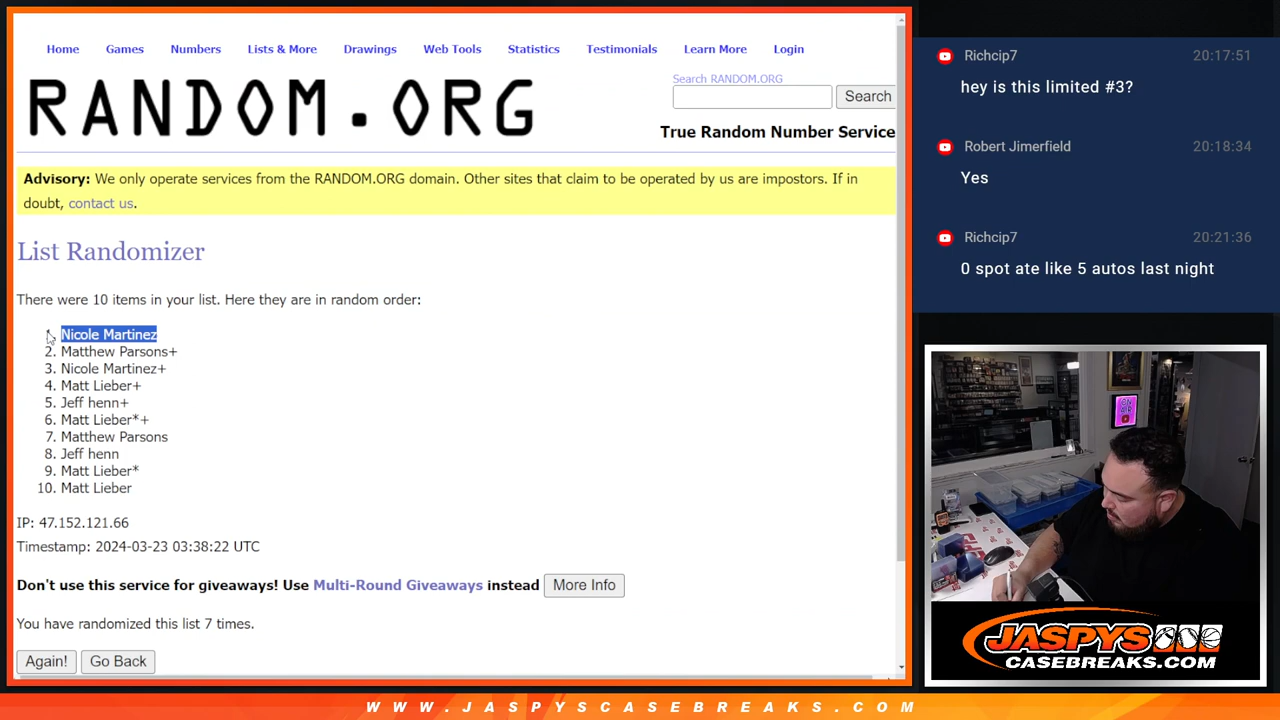 Home Games Numbers Lists & More Drawings Web Tools Statistics Testimonials Learn More Login
RANDOM.ORG
Search RANDOM.ORG
Search
True Random Number Service
Advisory: We only operate services from the RANDOM.ORG domain. Other sites that claim to be operated by us are impostors. If in
doubt, contact us.
List Randomizer
There were 10 items in your list. Here they are in random order:
Nicole Martinez
2. Matthew Parsons+
3. Nicole Martinez+
4. Matt Lieber+
5. Jeff henn+
6. Matt Lieber*+
7. Matthew Parsons
8. Jeff henn
9. Matt Lieber*
10. Matt Lieber
IP: 47.152.121.66
Timestamp: 2024-03-23 03:38:22 UTC
Don't use this service for giveaways! Use Multi-Round Giveaways instead More Info
You have randomized this list 7 times.
Again! Go Back
Richcip7 20:17:51
hey is this limited #3?
Robert Jimerfield 20:18:34
Yes
Richcip7 20:21:36
0 spot ate like 5 autos last night
ON
AIR
JASPYS
CASEBREAKS.COM
WWW.JASPYSCASEBREAKS.COM